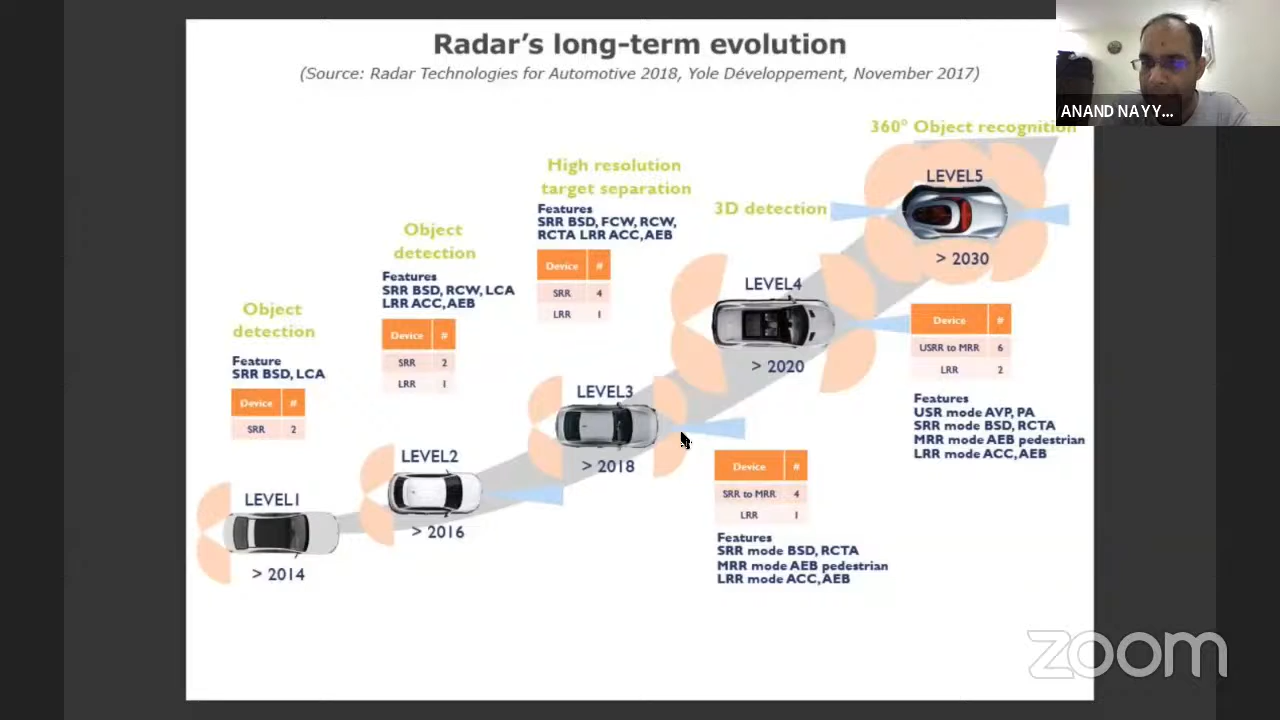 Radar's long-term evolution
(Source: Radar Technologies for Automotive 2018, Yole Développement, November 2017)
ANAND NAYY...
360° Object recognition
LEVEL5
> 2030
Device #
USRR to MRR 6
LRR 2
Features
USR mode AVP, PA
SRR mode BSD, RCTA
MRR mode AEB pedestrian
LRR mode ACC, AEB
3D detection
LEVEL4
> 2020
Device #
SRR to MRR 4
LRR 1
Features
SRR mode BSD, RCTA
MRR mode AEB pedestrian
LRR mode ACC, AEB
High resolution
target separation
Features
SRR BSD, FCW, RCW,
RCTA LRR ACC, AEB
Device #
SRR 4
LRR 1
LEVEL3
> 2018
Object
detection
Features
SRR BSD, RCW, LCA
LRR ACC, AEB
Device #
SRR 2
LRR 1
LEVEL2
> 2016
Object
detection
Feature
SRR BSD, LCA
Device #
SRR 2
LEVEL1
> 2014
zoom